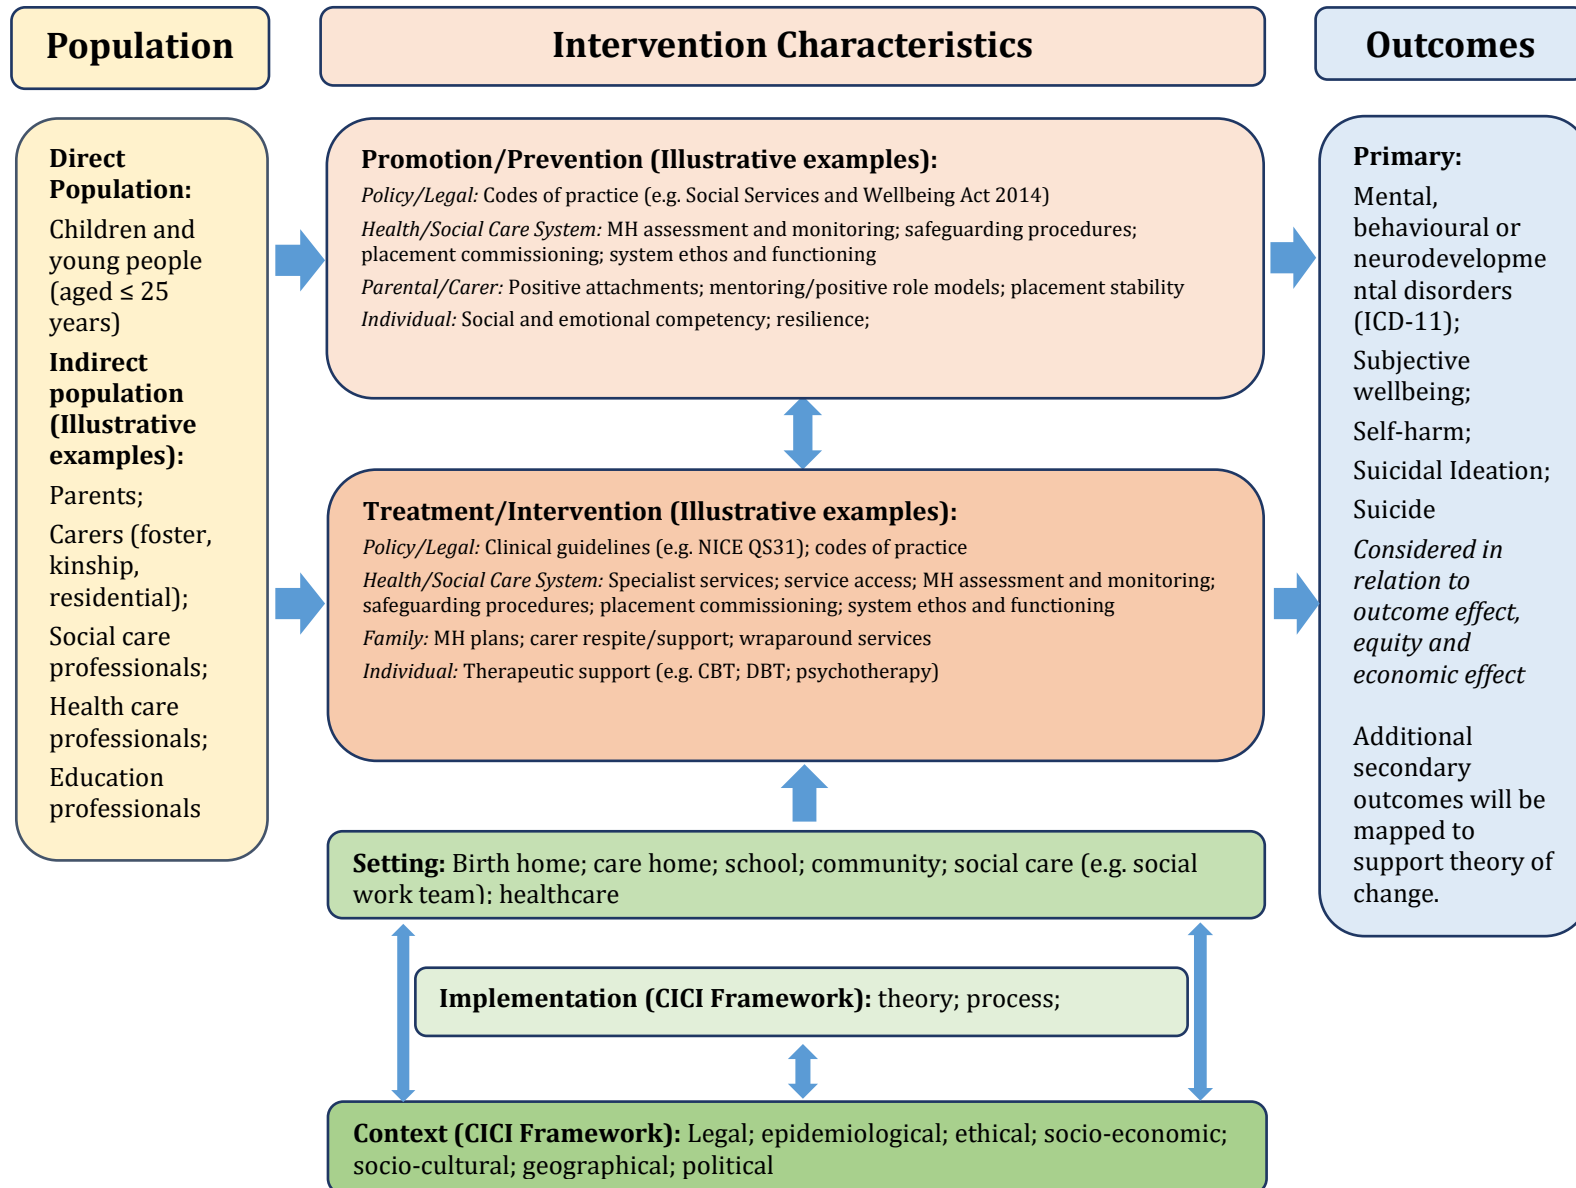 Population
Intervention Characteristics
Outcomes
Direct
Population:
Children and
young people
(aged ≤ 25
years)
Indirect
population
(Illustrative
examples):
Parents;
Carers (foster,
kinship,
residential);
Social care
professionals;
Health care
professionals;
Education
professionals
Promotion/Prevention (Illustrative examples):
Policy/Legal: Codes of practice (e.g. Social Services and Wellbeing Act 2014)
Health/Social Care System: MH assessment and monitoring; safeguarding procedures;
placement commissioning; system ethos and functioning
Parental/Carer: Positive attachments; mentoring/positive role models; placement stability
Individual: Social and emotional competency; resilience;
Treatment/Intervention (Illustrative examples):
Policy/Legal: Clinical guidelines (e.g. NICE QS31); codes of practice
Health/Social Care System: Specialist services; service access; MH assessment and monitoring;
safeguarding procedures; placement commissioning; system ethos and functioning
Family: MH plans; carer respite/support; wraparound services
Individual: Therapeutic support (e.g. CBT; DBT; psychotherapy)
Setting: Birth home; care home; school; community; social care (e.g. social
work team); healthcare
Implementation (CICI Framework): theory; process;
Context (CICI Framework): Legal; epidemiological; ethical; socio-economic;
socio-cultural; geographical; political
Primary:
Mental,
behavioural or
neurodevelopme
ntal disorders
(ICD-11);
Subjective
wellbeing;
Self-harm;
Suicidal Ideation;
Suicide
Considered in
relation to
outcome effect,
equity and
economic effect
Additional
secondary
outcomes will be
mapped to
support theory of
change.